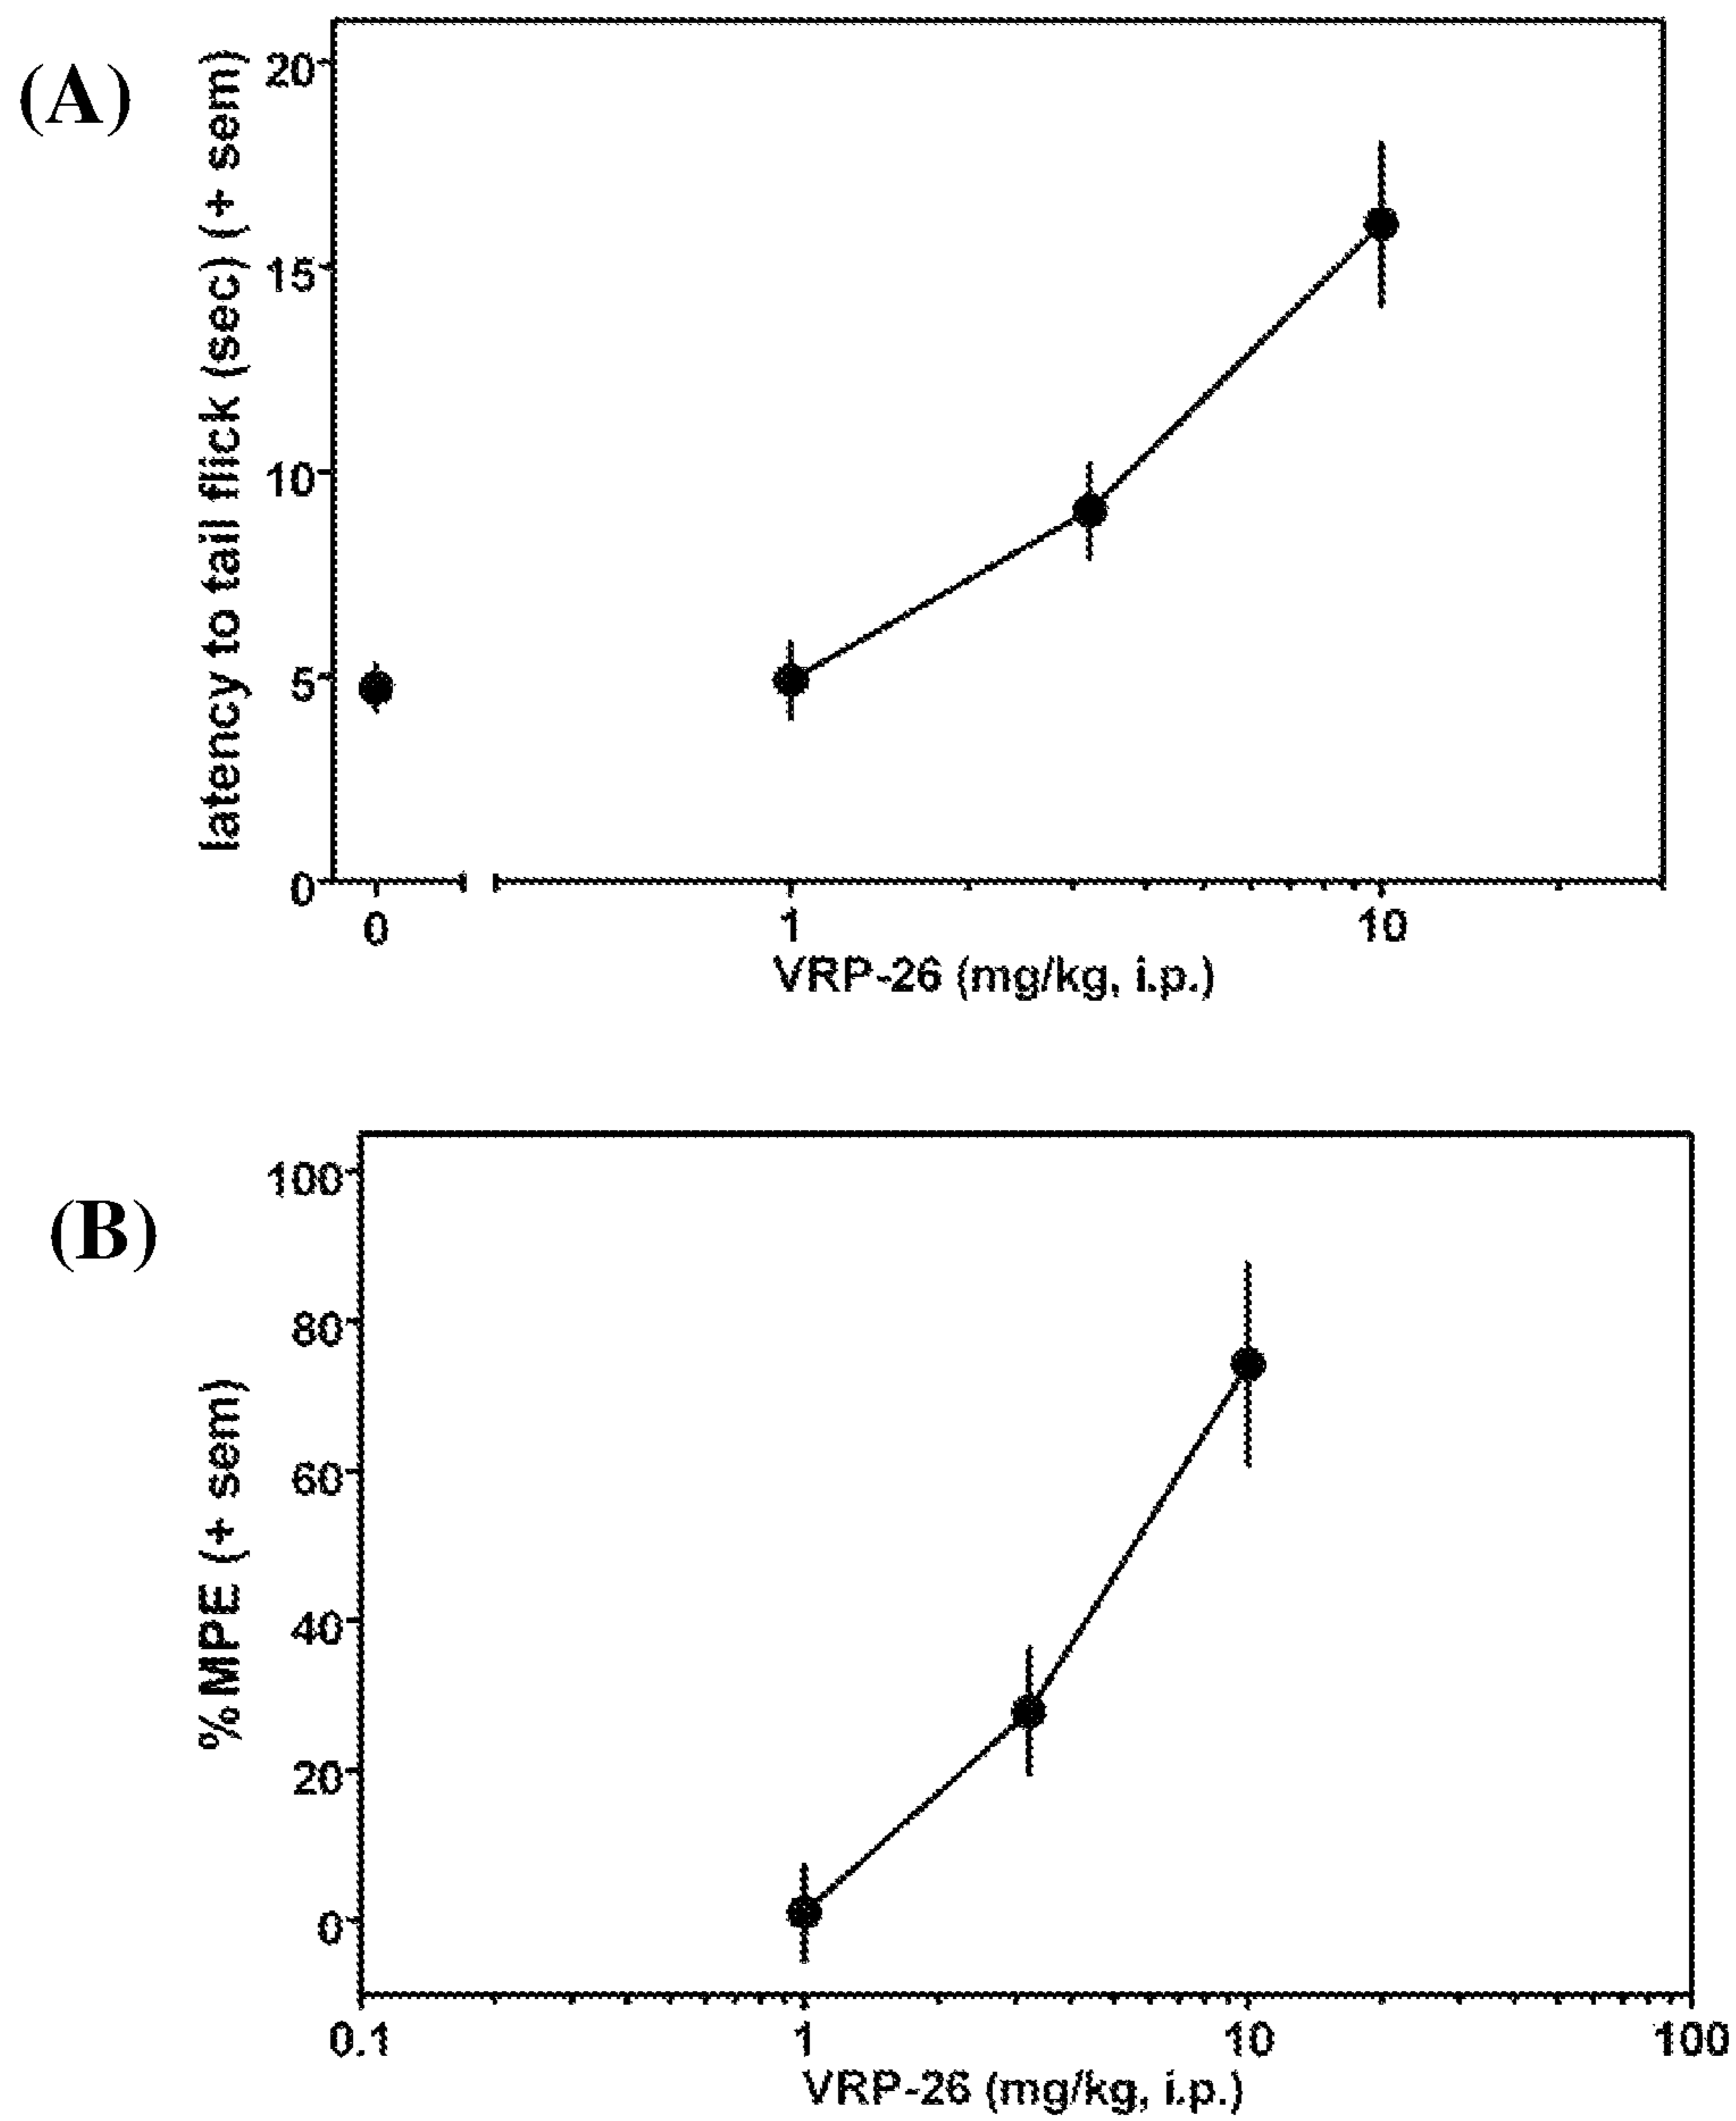 (A)
latency to tail flick (sec) (+ sem)
20
15
10
5
0
0 1 10
VRP-26 (mg/kg, i.p.)
(B)
%MPE (+ sem)
100
80
60
40
20
0
0.1 1 10 100
VRP-26 (mg/kg, i.p.)